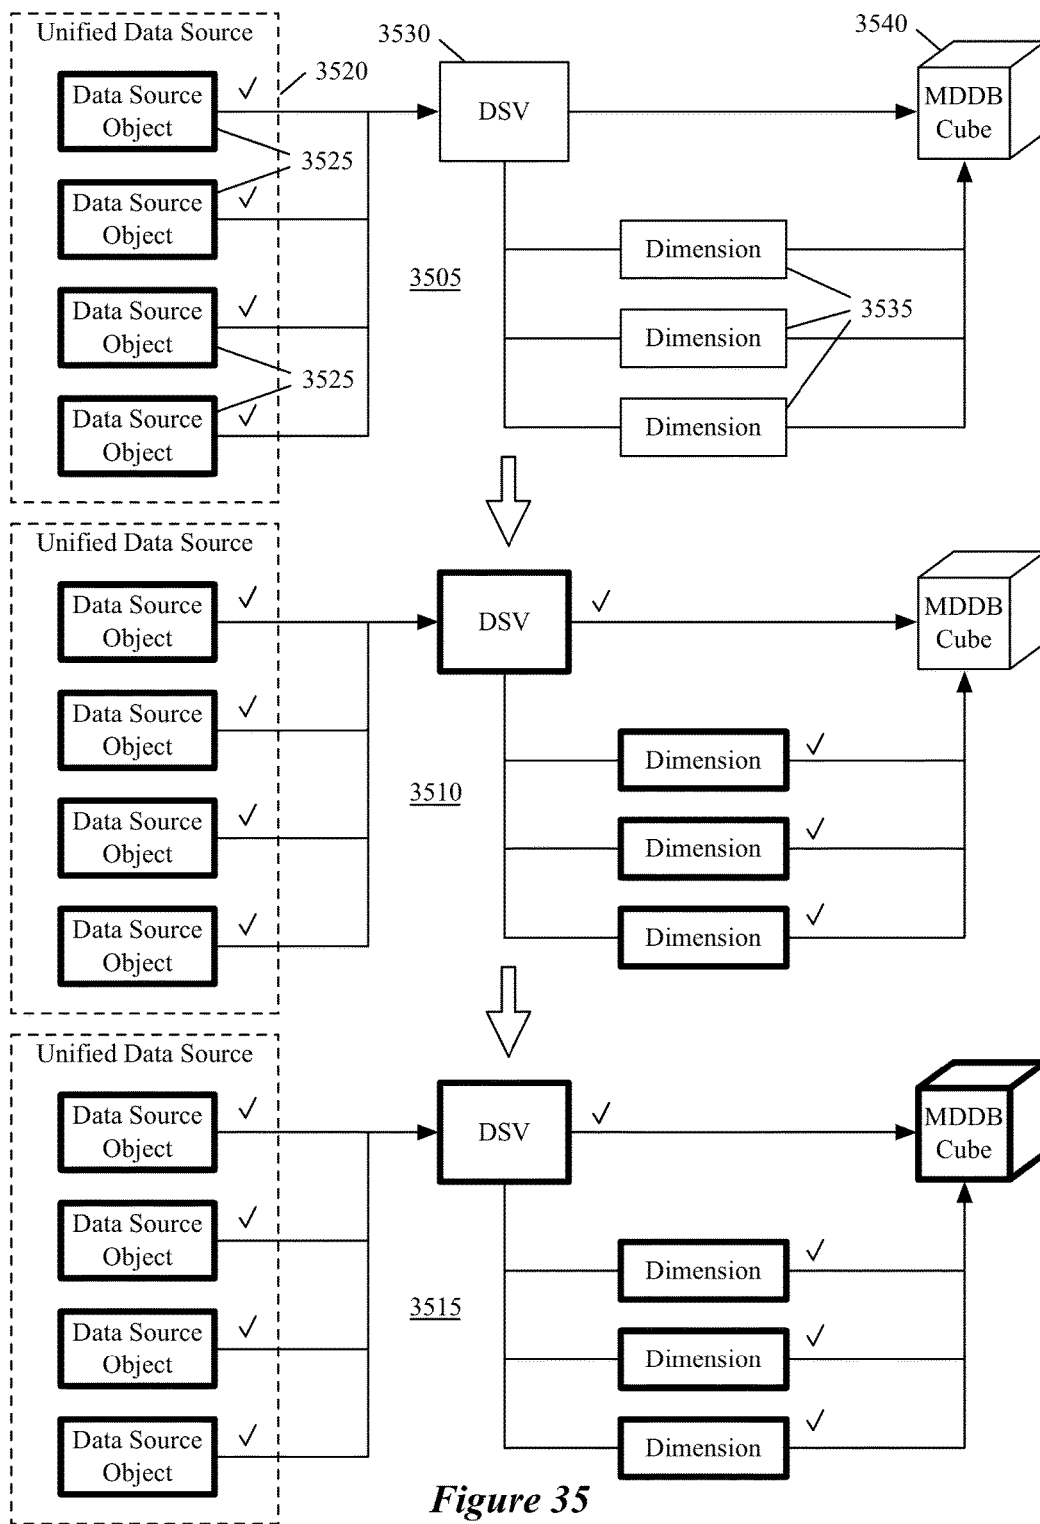 Unified Data Source
3530
3540
3520
Data Source
Object
DSV
MDDB
Cube
3525
Data Source
Object
Dimension
3505
Data Source
Object
3535
Dimension
3525
Data Source
Object
Dimension
Unified Data Source
Data Source
Object
DSV
MDDB
Cube
Data Source
Object
Dimension
3510
Data Source
Object
Dimension
Data Source
Object
Dimension
Unified Data Source
Data Source
Object
DSV
MDDB
Cube
Data Source
Object
Dimension
3515
Data Source
Object
Dimension
Data Source
Object
Dimension
Figure 35